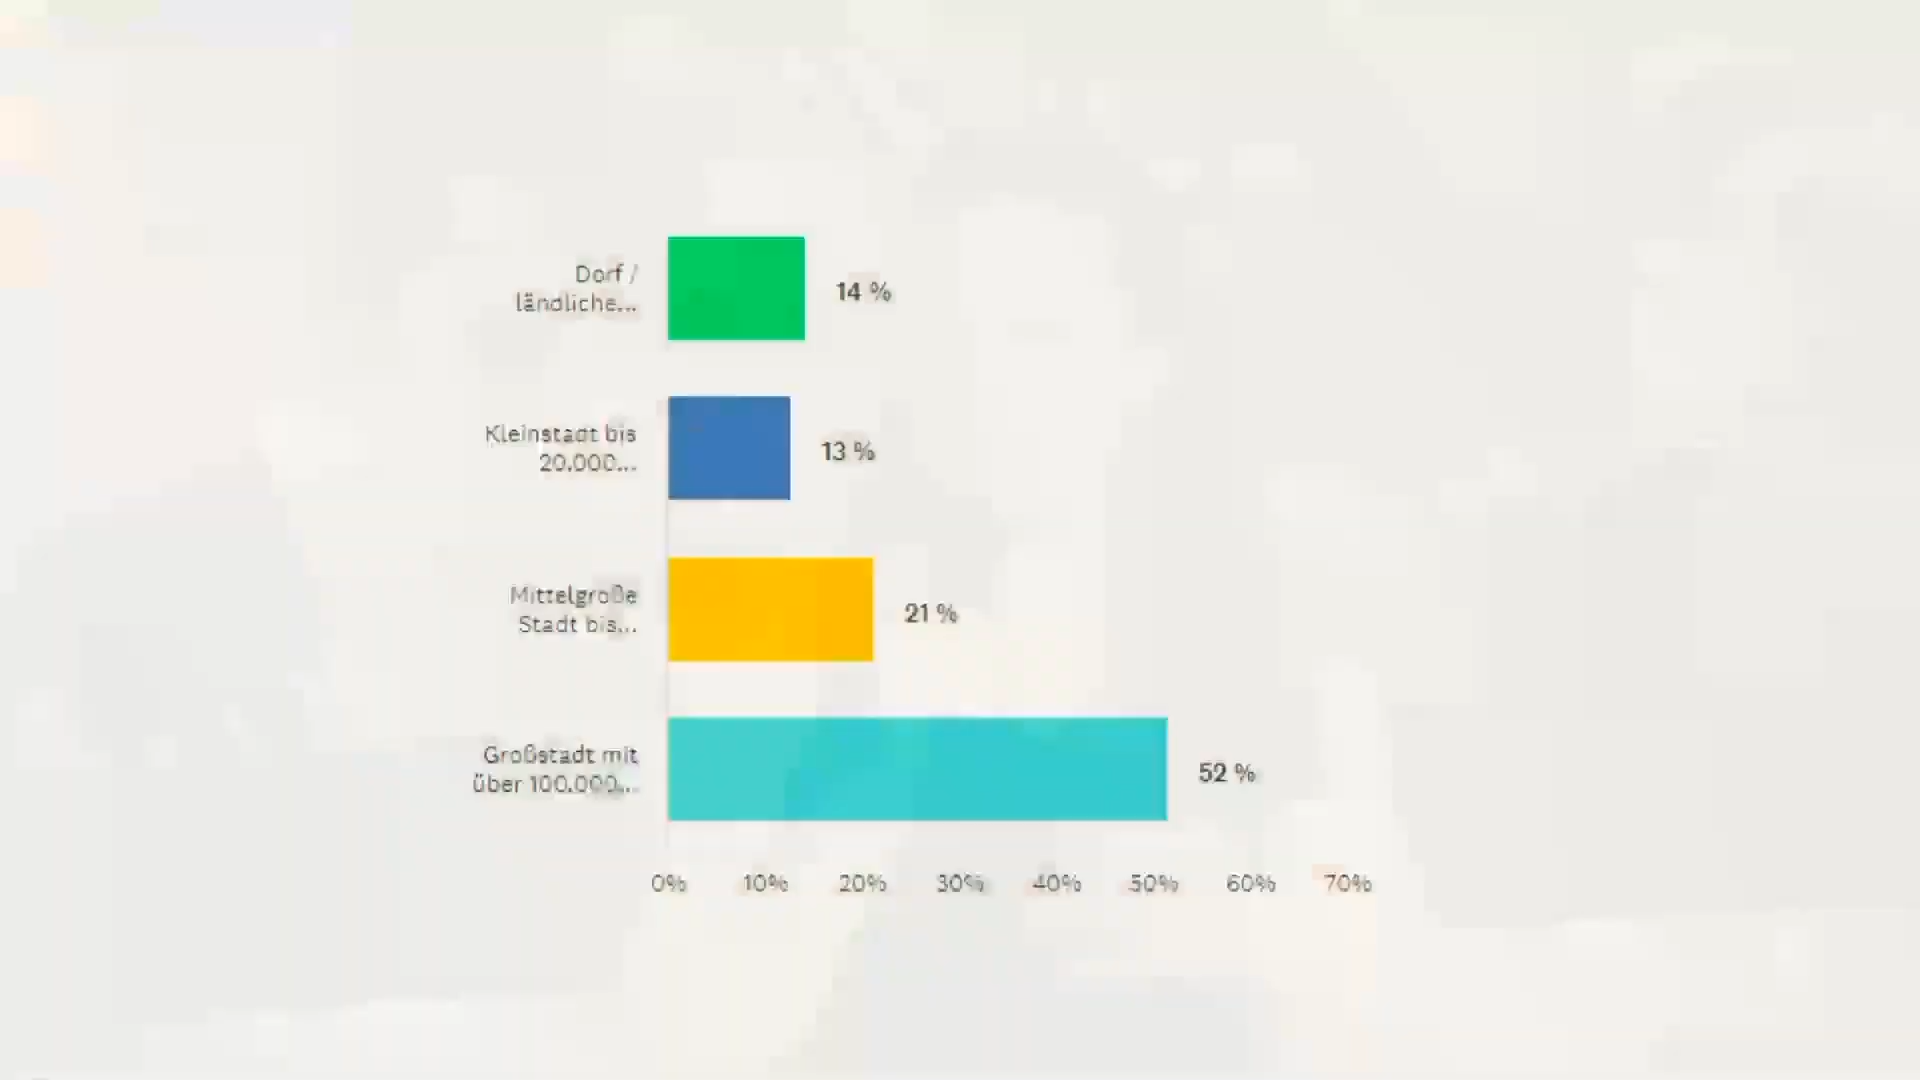 Dorf /
ländliche...
14 %
Kleinstadt bis
20.000...
13 %
Mittelgroße
Stadt bis...
21 %
Großstadt mit
über 100.000...
52 %
0% 10% 20% 30% 40% 50% 60% 70%